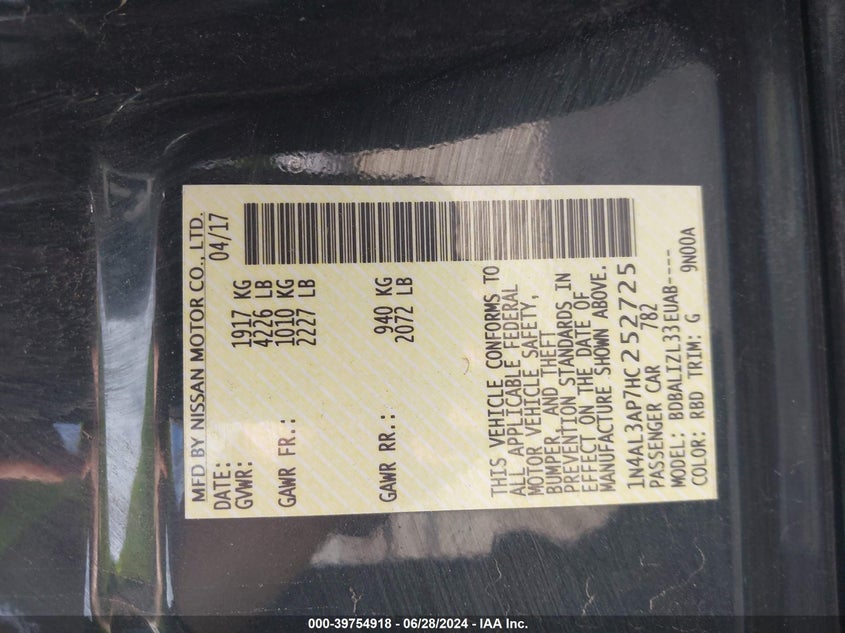 MFD BY NISSAN MOTOR CO., LTD.
DATE: 04/17
GVWR: 1917 KG
4226 LB
GAWR FR.: 1010 KG
2227 LB
GAWR RR.: 940 KG
2072 LB
THIS VEHICLE CONFORMS TO
ALL APPLICABLE FEDERAL
MOTOR VEHICLE SAFETY,
BUMPER, AND THEFT
PREVENTION STANDARDS IN
EFFECT ON THE DATE OF
MANUFACTURE SHOWN ABOVE.
1N4AL3AP7HC252725
PASSENGER CAR 782
MODEL: BDBALIZL33EUAB----
COLOR: RBD TRIM: G 9N00A
000-39754918 - 06/28/2024 - IAA Inc.